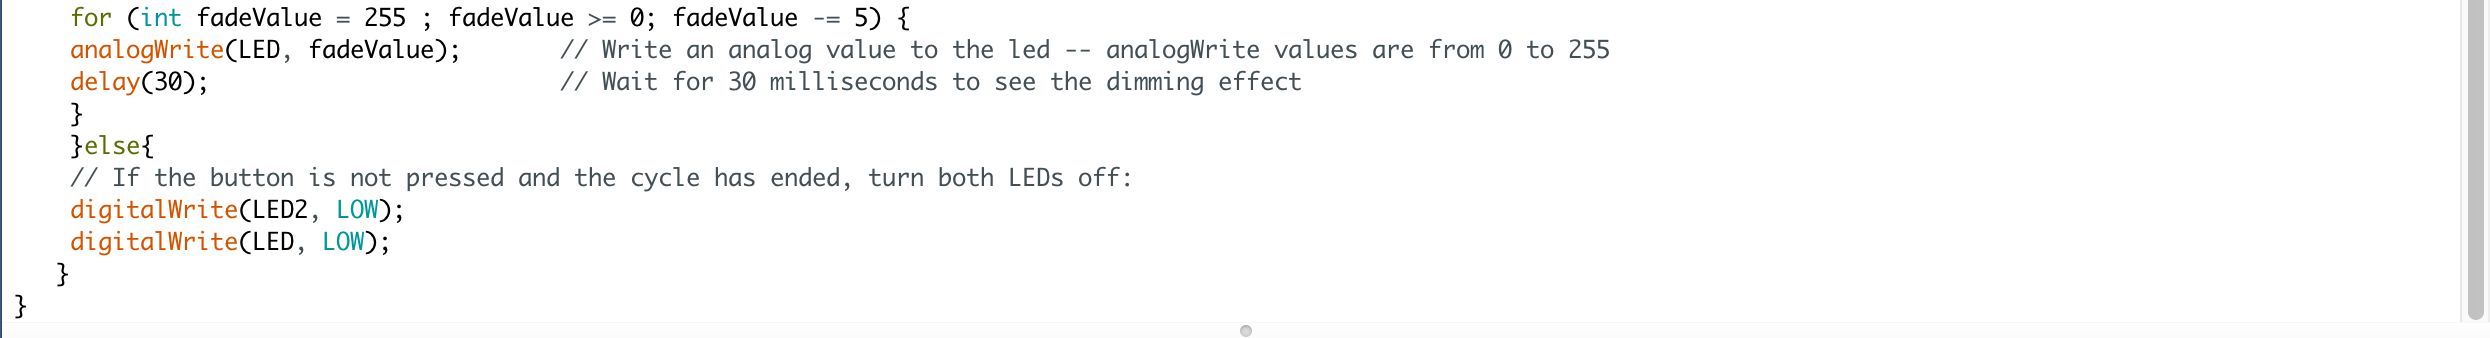 for (int fadeValue = 255 ; fadeValue >= 0; fadeValue -= 5) {
analogWrite(LED, fadeValue);       // Write an analog value to the led -- analogWrite values are from 0 to 255
delay(30);                         // Wait for 30 milliseconds to see the dimming effect
}
}else{
// If the button is not pressed and the cycle has ended, turn both LEDs off:
digitalWrite(LED2, LOW);
digitalWrite(LED, LOW);
}
}